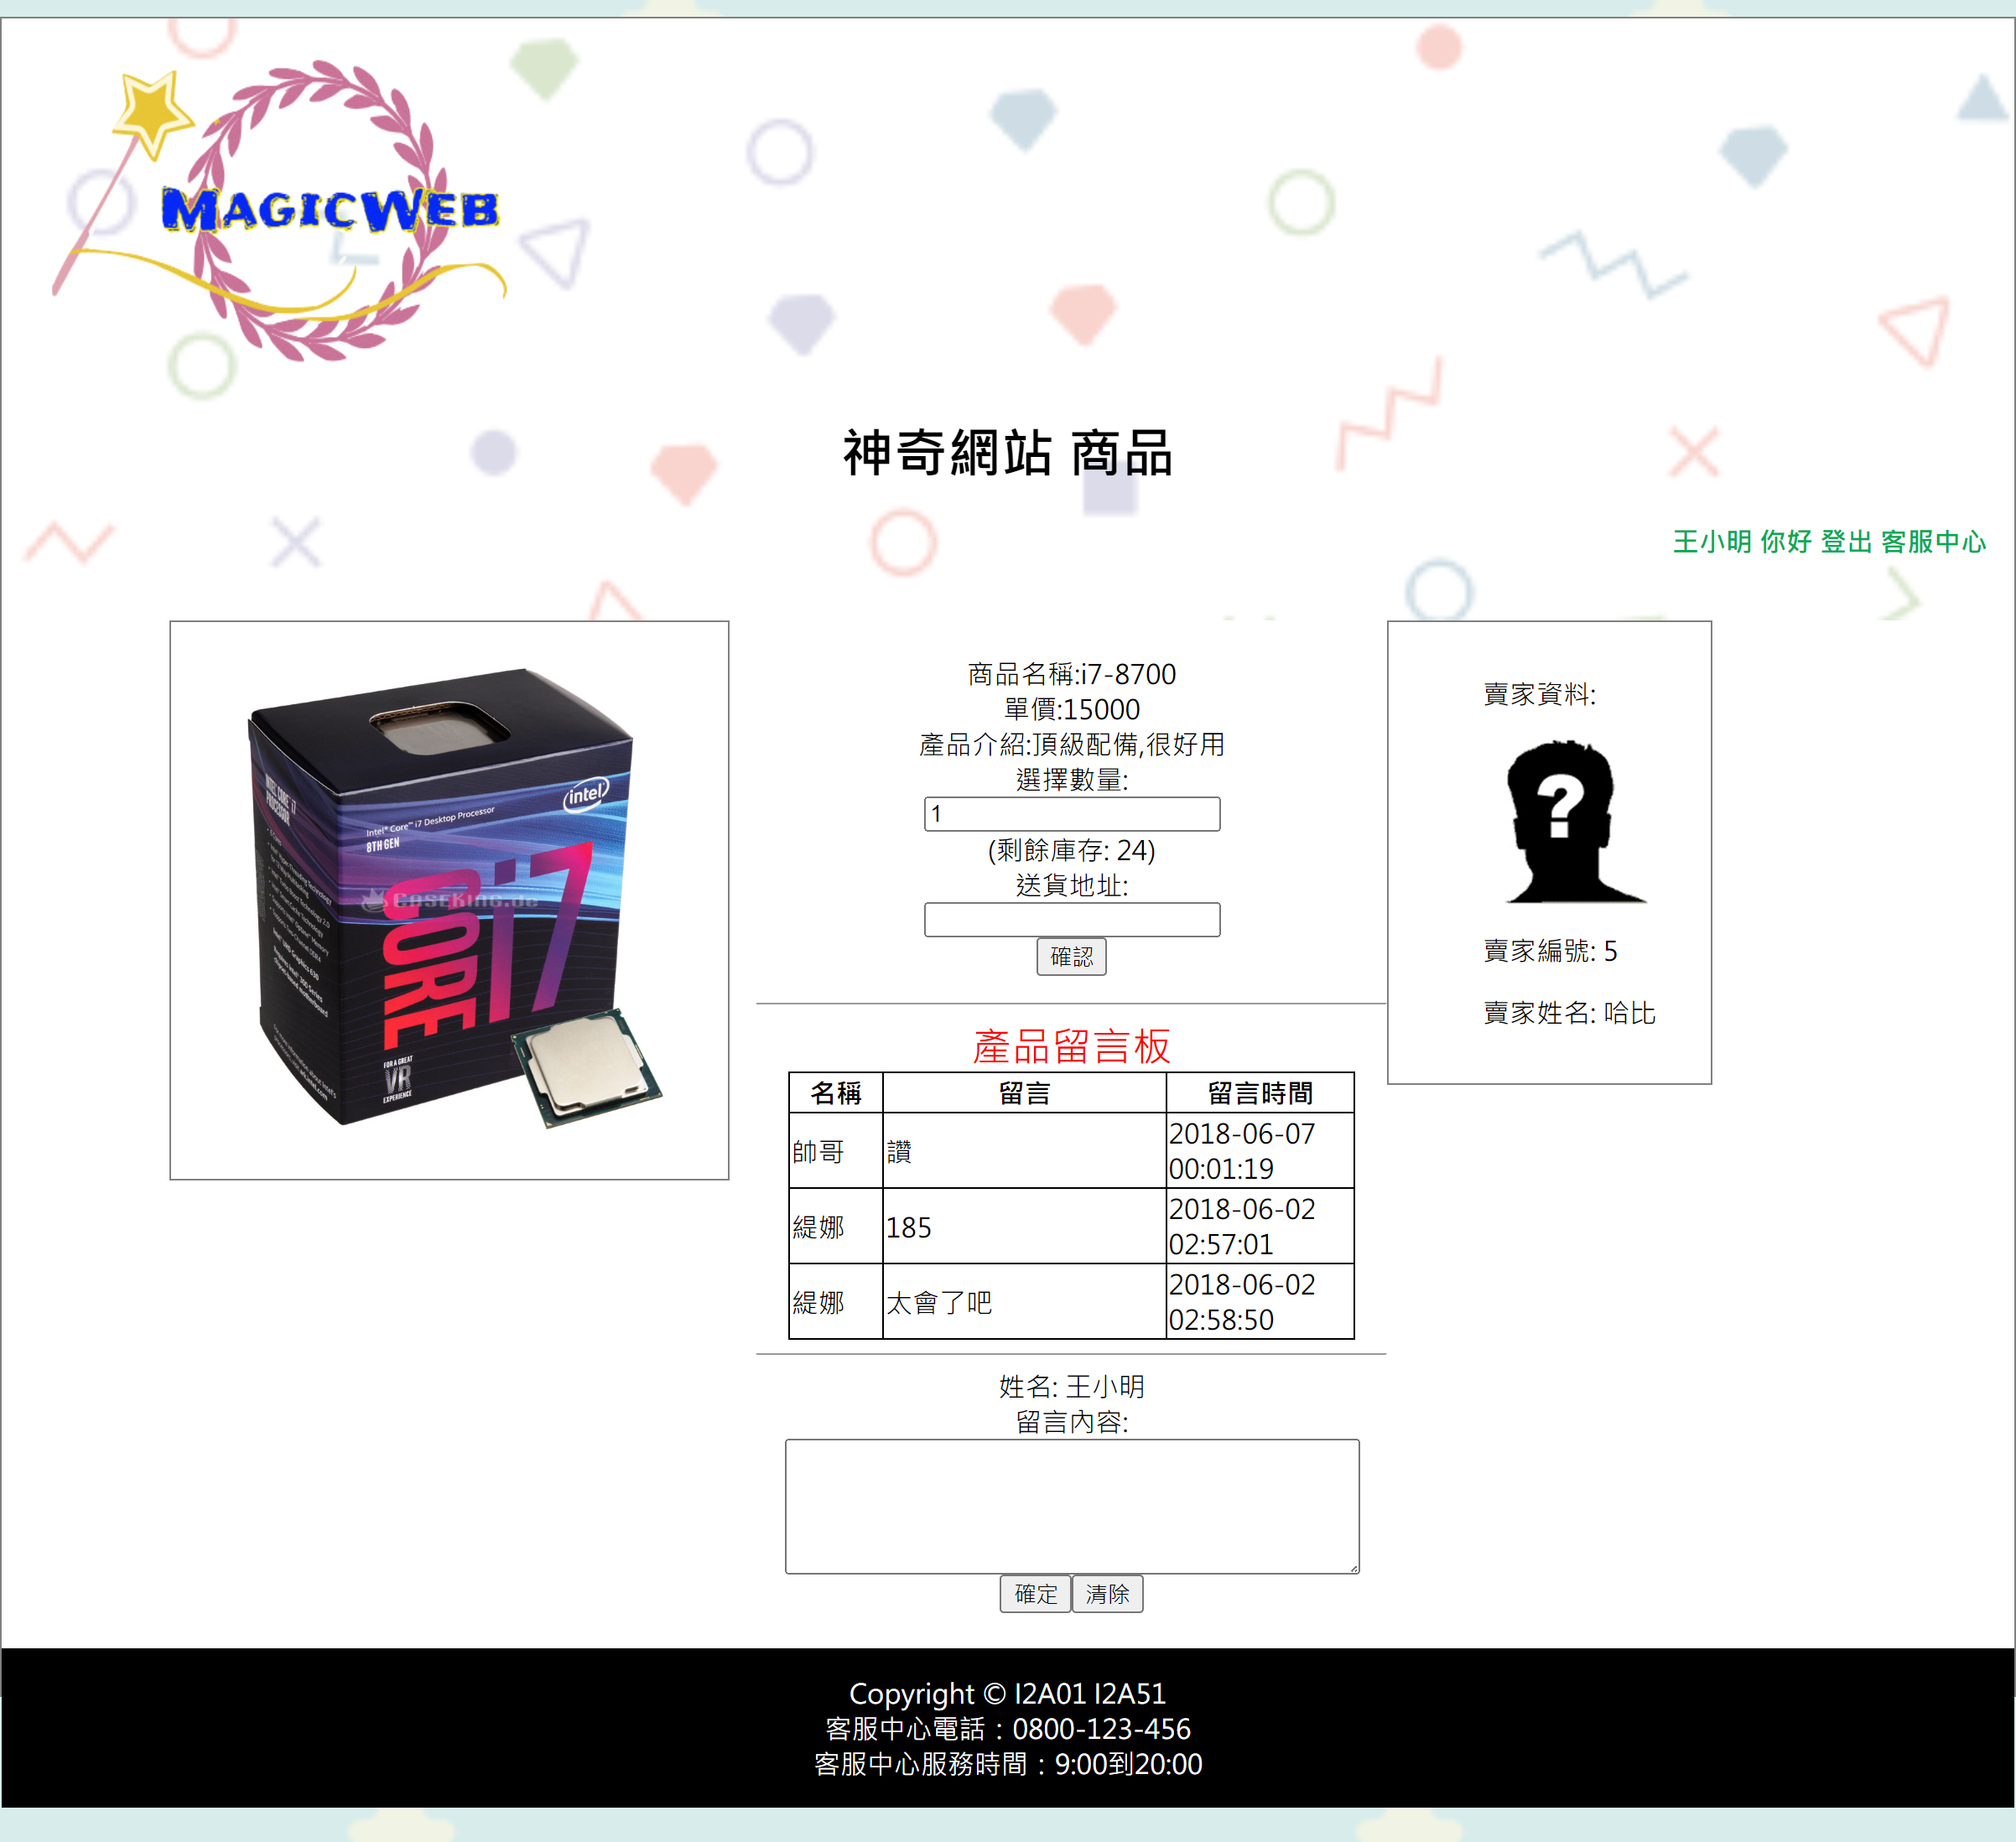 MAGICWEB
神奇網站 商品
王小明 你好 登出 客服中心
intel
Intel® Core™ i7 Desktop Processor
8TH GEN
CORE i7
CASEKING.de
FOR A GREAT
VR
EXPERIENCE
INTEL® CORE™ i7
PROCESSOR
商品名稱:i7-8700
單價:15000
產品介紹:頂級配備,很好用
選擇數量:
1
(剩餘庫存: 24)
送貨地址:
確認
賣家資料:
?
賣家編號: 5
賣家姓名: 哈比
產品留言板
名稱 留言 留言時間
帥哥 讚 2018-06-07
00:01:19
緹娜 185 2018-06-02
02:57:01
緹娜 太會了吧 2018-06-02
02:58:50
姓名: 王小明
留言內容:
確定 清除
Copyright © I2A01 I2A51
客服中心電話：0800-123-456
客服中心服務時間：9:00到20:00